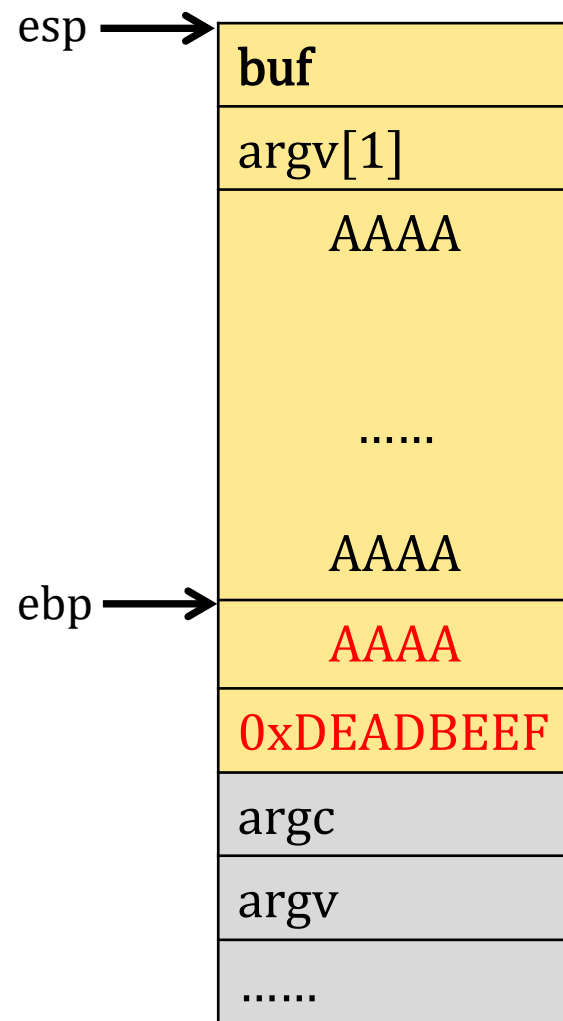 esp
buf
argv[1]
AAAA
......
AAAA
ebp
AAAA
0xDEADBEEF
argc
argv
......